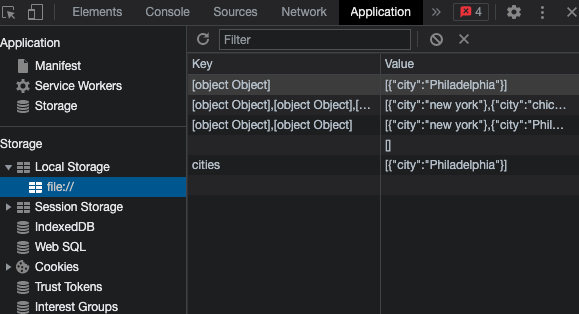 Elements Console Sources Network Application » 4
Application
Manifest
Service Workers
Storage
Storage
Local Storage
file://
Session Storage
IndexedDB
Web SQL
Cookies
Trust Tokens
Interest Groups
Filter
Key Value
[object Object] [{"city":"Philadelphia"}]
[object Object],[object Object],[… [{"city":"new york"},{"city":"chic…
[object Object],[object Object] [{"city":"new york"},{"city":"Phil…
[]
cities [{"city":"Philadelphia"}]